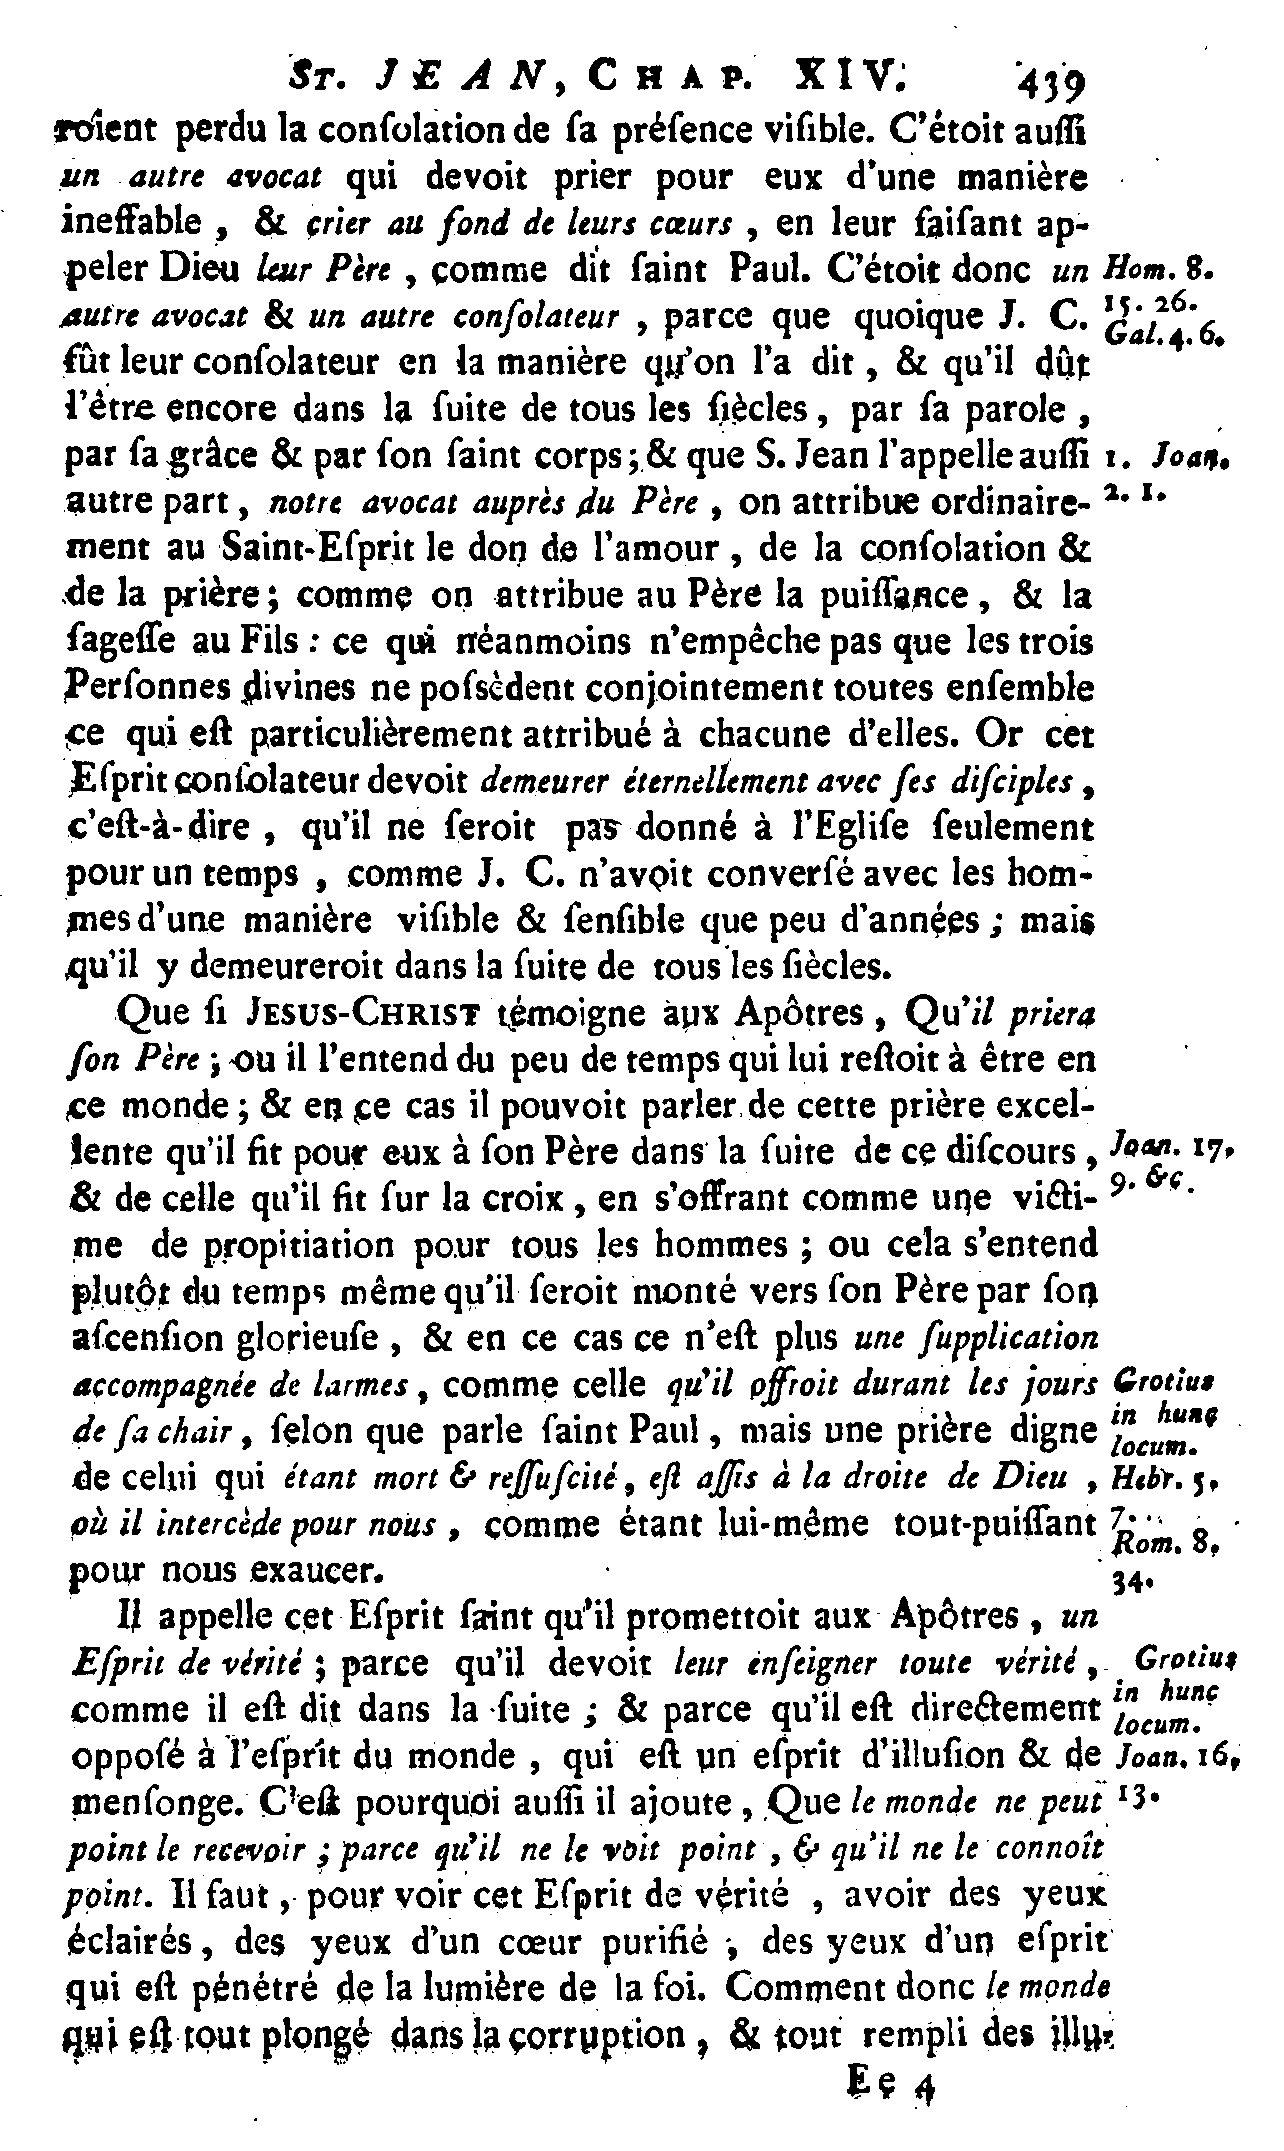 ST. JEAN, CHAP. XIV. 439
roient perdu la conſolation de ſa préſence viſible. C'étoit auſſi
un autre avocat qui devoit prier pour eux d'une manière
ineffable, & crier au fond de leurs cœurs, en leur faiſant ap-
peler Dieu leur Père, comme dit ſaint Paul. C'étoit donc un
Hom. 8.
autre avocat & un autre conſolateur, parce que quoique J. C.
15. 26.
Gal. 4. 6.
fût leur conſolateur en la manière qu'on l'a dit, & qu'il dût
l'être encore dans la ſuite de tous les ſiècles, par ſa parole,
par ſa grâce & par ſon ſaint corps; & que S. Jean l'appelle auſſi
1. Joan.
autre part, notre avocat auprès du Père, on attribue ordinaire-
2. 1.
ment au Saint-Eſprit le don de l'amour, de la conſolation &
de la prière; comme on attribue au Père la puiſſance, & la
ſageſſe au Fils: ce qui néanmoins n'empêche pas que les trois
Perſonnes divines ne poſsèdent conjointement toutes enſemble
ce qui eſt particulièrement attribué à chacune d'elles. Or cet
Eſprit conſolateur devoit demeurer éternellement avec ſes diſciples,
c'eſt-à-dire, qu'il ne ſeroit pas donné à l'Egliſe ſeulement
pour un temps, comme J. C. n'avoit converſé avec les hom-
mes d'une manière viſible & ſenſible que peu d'années; mais
qu'il y demeureroit dans la ſuite de tous les ſiècles.
Que ſi JESUS-CHRIST témoigne aux Apôtres, Qu'il priera
ſon Père; ou il l'entend du peu de temps qui lui reſtoit à être en
ce monde; & en ce cas il pouvoit parler de cette prière excel-
lente qu'il fit pour eux à ſon Père dans la ſuite de ce diſcours,
Joan. 17.
& de celle qu'il fit ſur la croix, en s'offrant comme une victi-
9. &c.
me de propitiation pour tous les hommes; ou cela s'entend
plutôt du temps même qu'il ſeroit monté vers ſon Père par ſon
aſcenſion glorieuſe, & en ce cas ce n'eſt plus une ſupplication
accompagnée de larmes, comme celle qu'il offroit durant les jours
Grotius
de ſa chair, ſelon que parle ſaint Paul, mais une prière digne
in hunc
locum.
de celui qui étant mort & reſſuſcité, eſt aſſis à la droite de Dieu,
Hebr. 5.
où il intercède pour nous, comme étant lui-même tout-puiſſant
7.
Rom. 8.
pour nous exaucer.
34.
Il appelle cet Eſprit ſaint qu'il promettoit aux Apôtres, un
Eſprit de vérité; parce qu'il devoit leur enſeigner toute vérité,
Grotius
comme il eſt dit dans la ſuite; & parce qu'il eſt directement
in hunc
locum.
oppoſé à l'eſprit du monde, qui eſt un eſprit d'illuſion & de
Joan. 16.
menſonge. C'eſt pourquoi auſſi il ajoute, Que le monde ne peut
13.
point le recevoir; parce qu'il ne le voit point, & qu'il ne le connoît
point. Il faut, pour voir cet Eſprit de vérité, avoir des yeux
éclairés, des yeux d'un cœur purifié, des yeux d'un eſprit
qui eſt pénétré de la lumière de la foi. Comment donc le monde
qui eſt tout plongé dans la corruption, & tout rempli des illu-
Ee 4